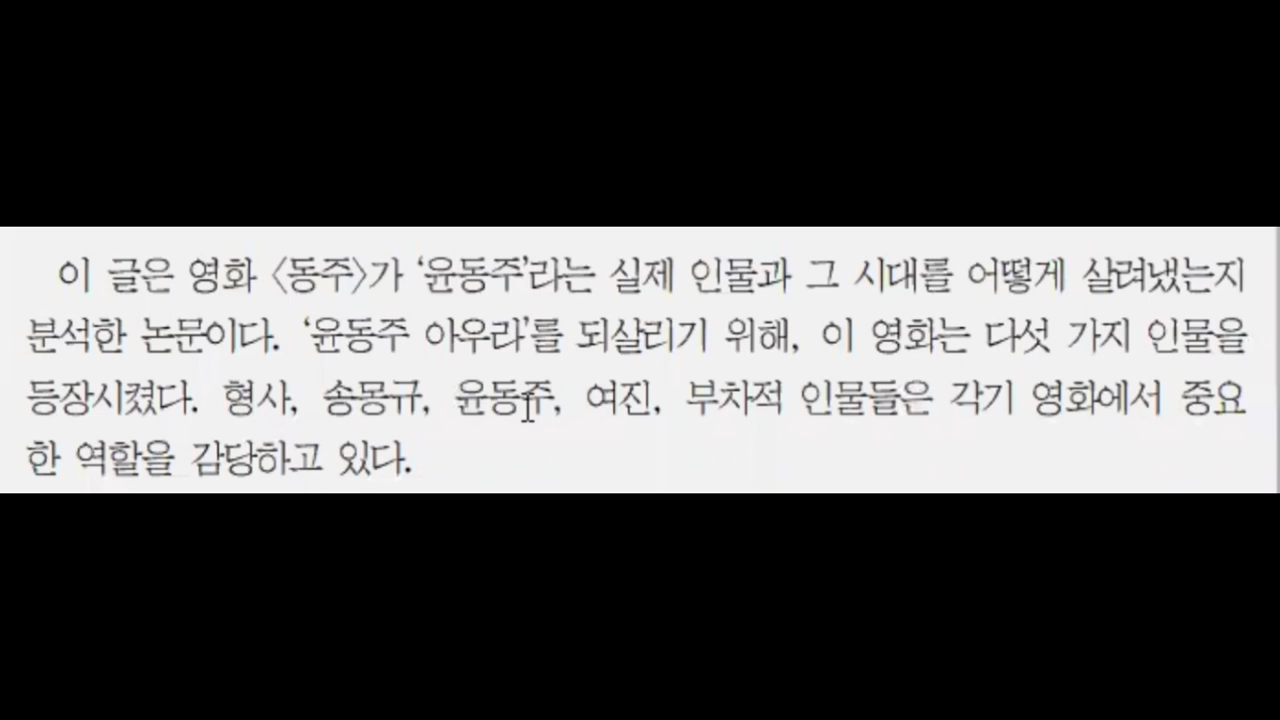 이 글은 영화 〈동주〉가 ‘윤동주’라는 실제 인물과 그 시대를 어떻게 살려냈는지
분석한 논문이다. ‘윤동주 아우라’를 되살리기 위해, 이 영화는 다섯 가지 인물을
등장시켰다. 형사, 송몽규, 윤동주, 여진, 부차적 인물들은 각기 영화에서 중요
한 역할을 감당하고 있다.